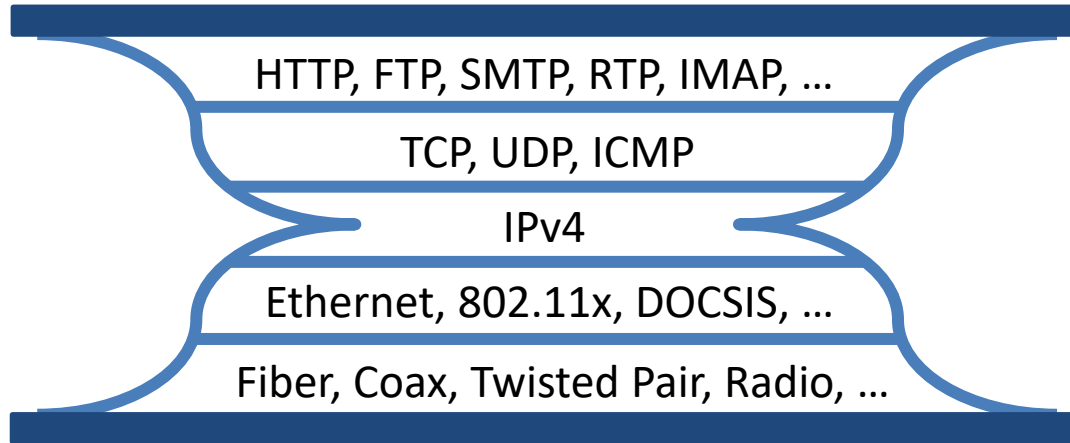 HTTP, FTP, SMTP, RTP, IMAP, …
TCP, UDP, ICMP
IPv4
Ethernet, 802.11x, DOCSIS, …
Fiber, Coax, Twisted Pair, Radio, …